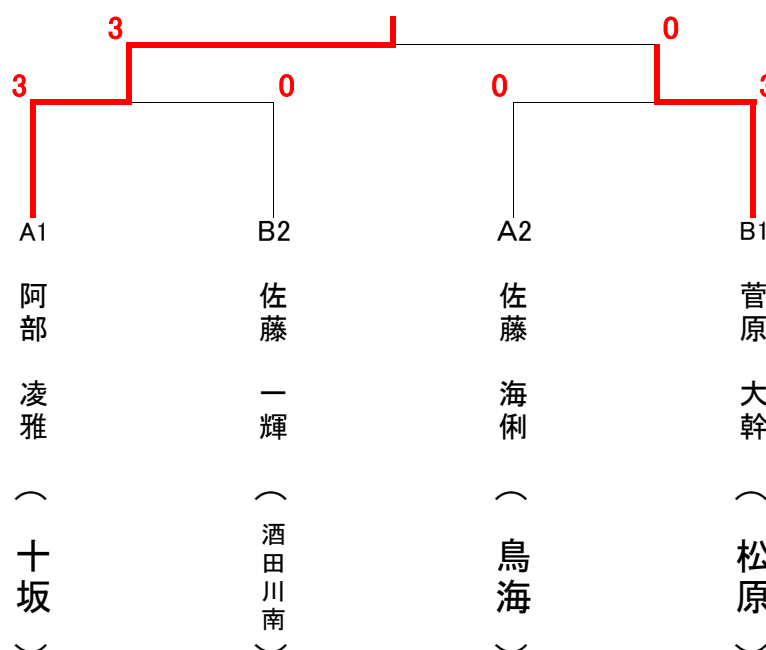 3
0
3
0
0
3
A1
B2
A2
B1
阿部 凌雅
(十坂)
佐藤 一輝
(酒田川南)
佐藤 海俐
(鳥海)
菅原 大幹
(松原)